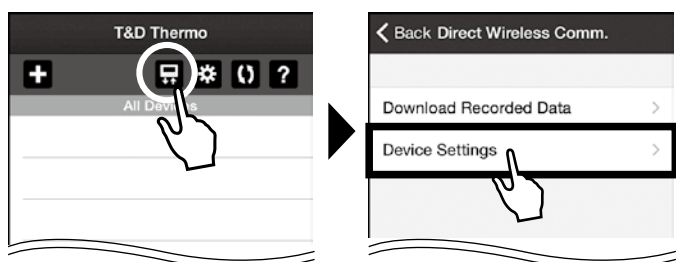 T&D Thermo
All Devices
Back Direct Wireless Comm.
Download Recorded Data
Device Settings